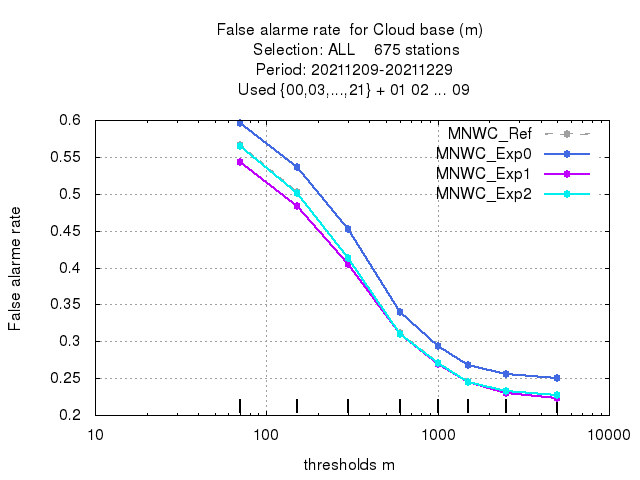 False alarme rate  for Cloud base (m)
Selection: ALL    675 stations
Period: 20211209-20211229
Used {00,03,...,21} + 01 02 ... 09
MNWC_Ref
MNWC_Exp0
MNWC_Exp1
MNWC_Exp2
False alarme rate
0.6
0.55
0.5
0.45
0.4
0.35
0.3
0.25
0.2
10 100 1000 10000
thresholds m